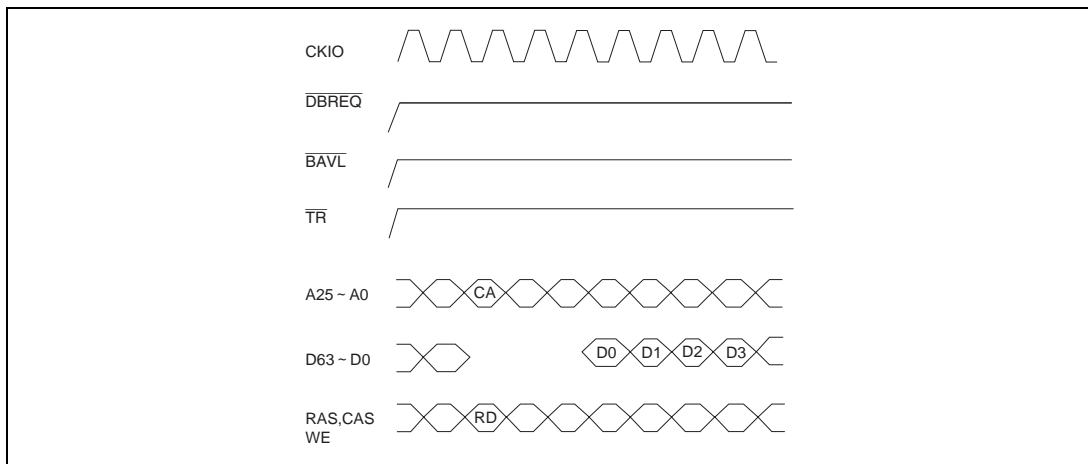 CKIO
DBREQ
BAVL
TR
A25 ~ A0 CA
D63 ~ D0 D0 D1 D2 D3
RAS,CAS RD
WE